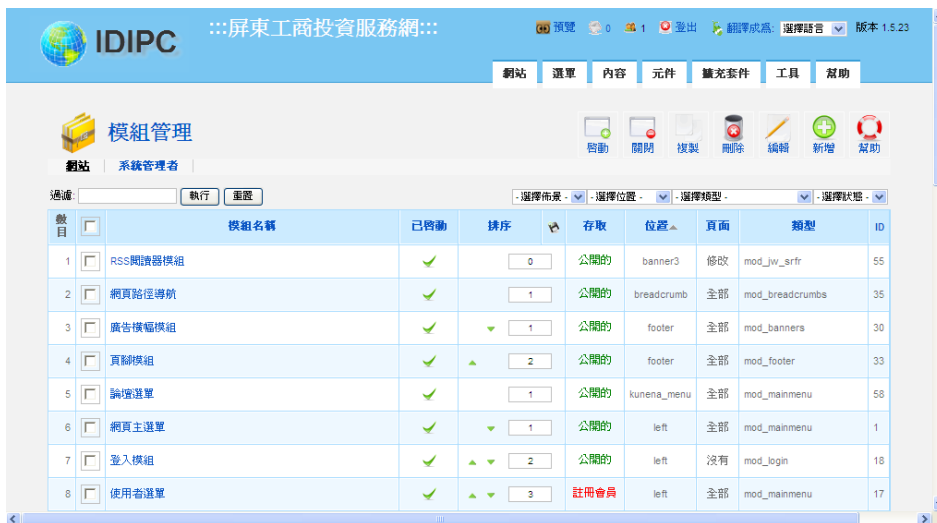 IDIPC :::屏東工商投資服務網::: 預覽 0 1 登出 翻譯成為: 選擇語言 版本 1.5.23
網站 選單 內容 元件 擴充套件 工具 幫助
模組管理 啓動 關閉 複製 刪除 編輯 新增 幫助
網站 系統管理者
過濾: 執行 重置 - 選擇佈景 - - 選擇位置 - - 選擇類型 - - 選擇狀態 -
數目 模組名稱 已啓動 排序 存取 位置 頁面 類型 ID
1 RSS閱讀器模組 0 公開的 banner3 修改 mod_jw_srfr 55
2 網頁路徑導航 1 公開的 breadcrumb 全部 mod_breadcrumbs 35
3 廣告橫幅模組 1 公開的 footer 全部 mod_banners 30
4 頁腳模組 2 公開的 footer 全部 mod_footer 33
5 論壇選單 1 公開的 kunena_menu 全部 mod_mainmenu 58
6 網頁主選單 1 公開的 left 全部 mod_mainmenu 1
7 登入模組 2 公開的 left 沒有 mod_login 18
8 使用者選單 3 註冊會員 left 全部 mod_mainmenu 17